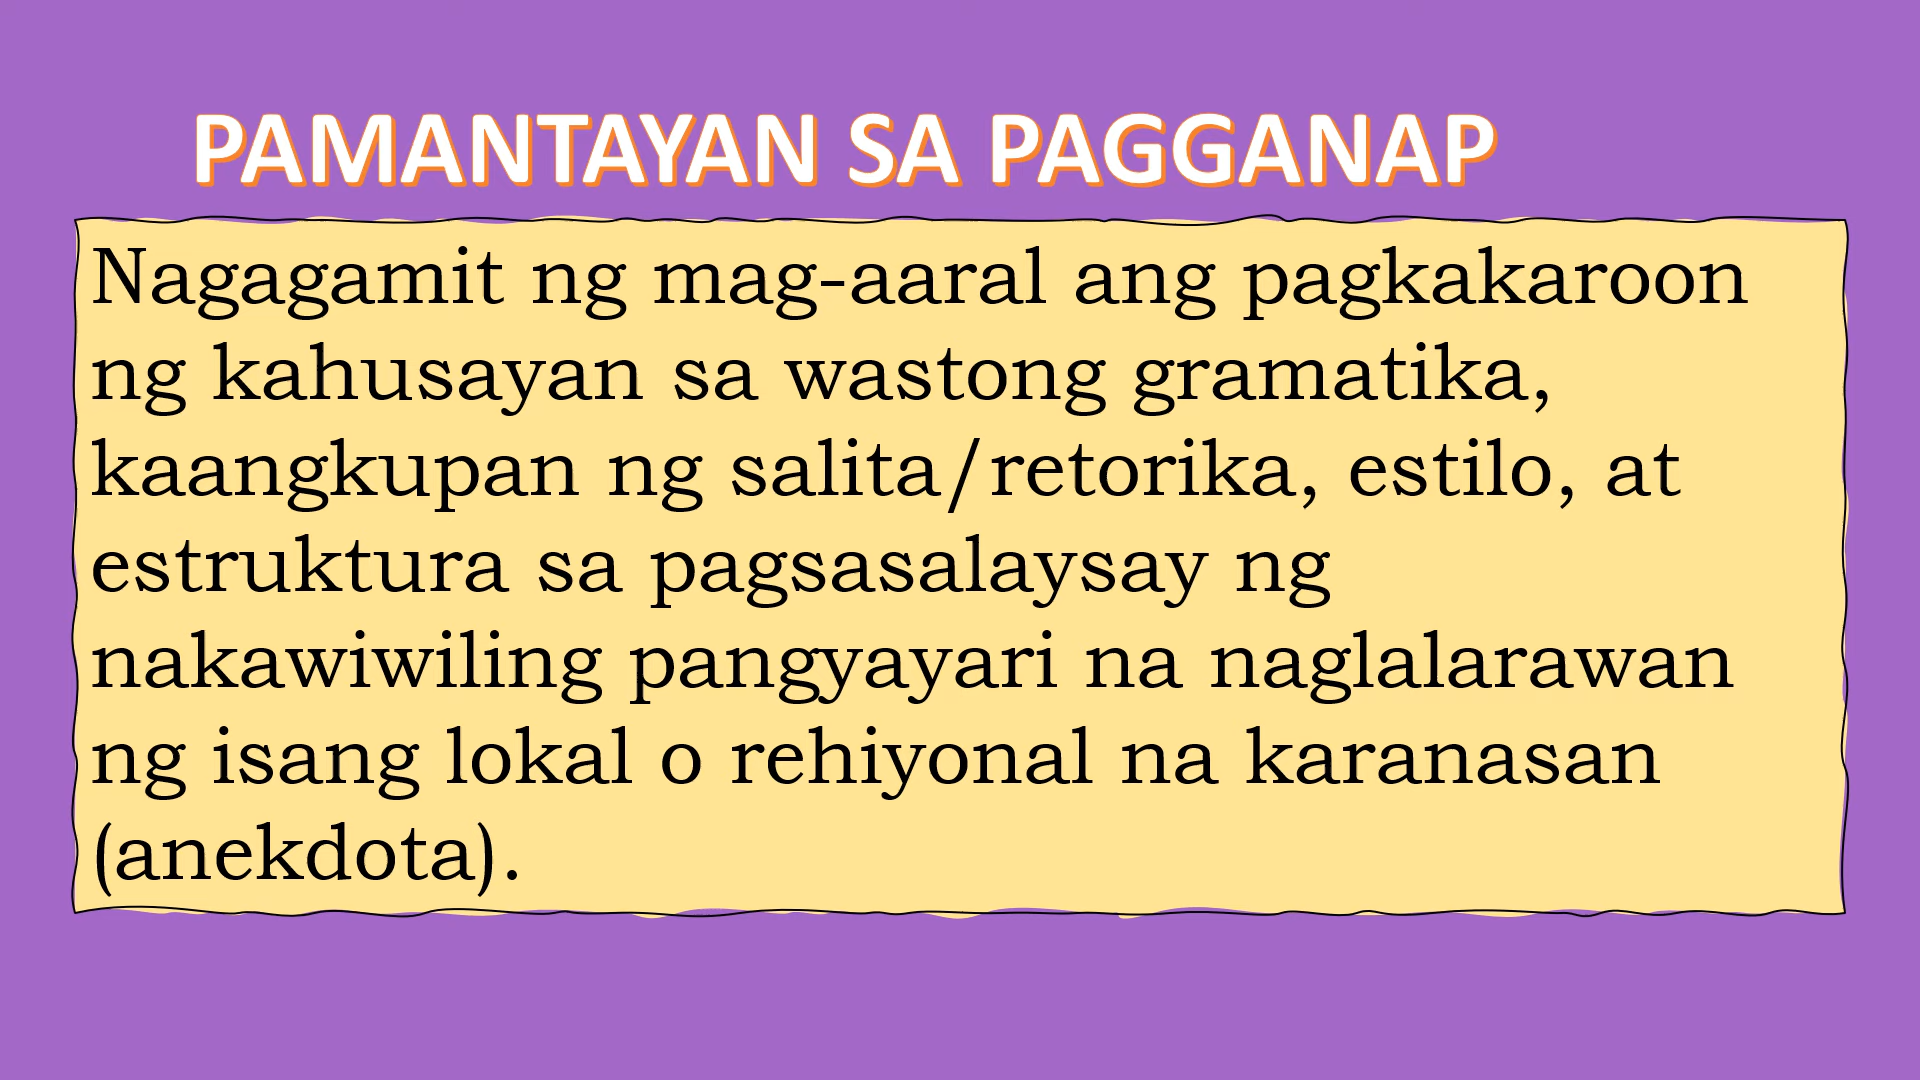 PAMANTAYAN SA PAGGANAP
Nagagamit ng mag-aaral ang pagkakaroon
ng kahusayan sa wastong gramatika,
kaangkupan ng salita/retorika, estilo, at
estruktura sa pagsasalaysay ng
nakawiwiling pangyayari na naglalarawan
ng isang lokal o rehiyonal na karanasan
(anekdota).